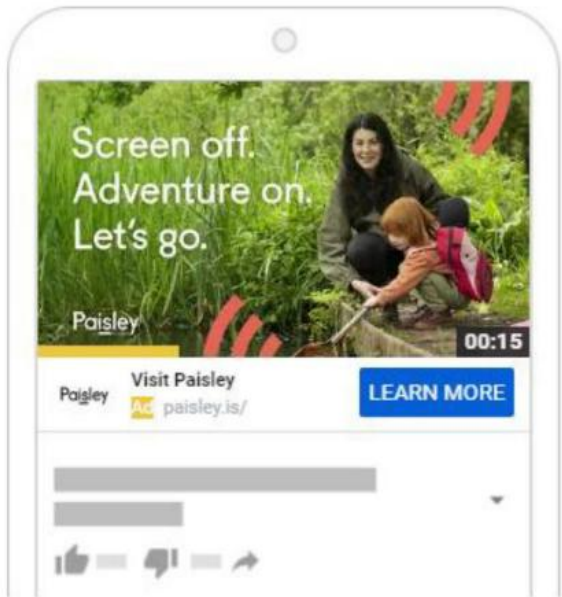 Screen off.
Adventure on.
Let's go.
Paisley
00:15
Paisley
Visit Paisley
Ad paisley.is/
LEARN MORE